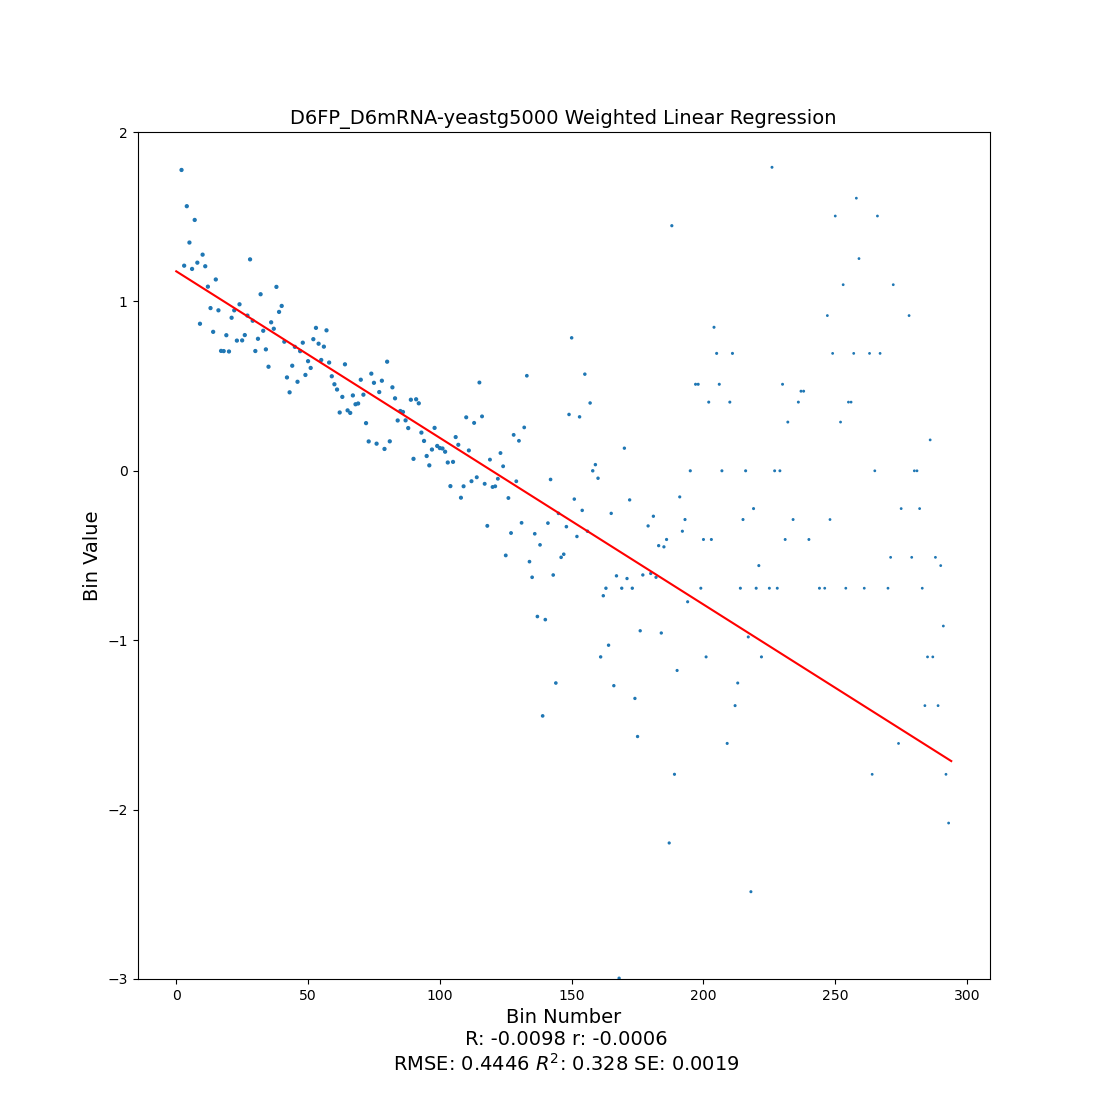 D6FP_D6mRNA-yeastg5000 Weighted Linear Regression
2
1
0
−1
−2
−3
Bin Value
0 50 100 150 200 250 300
Bin Number
R: -0.0098 r: -0.0006
RMSE: 0.4446 R²: 0.328 SE: 0.0019